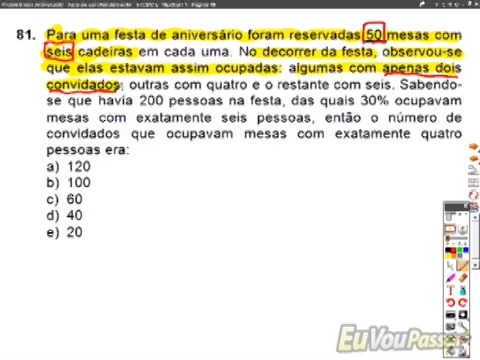 81. Para uma festa de aniversário foram reservadas 50 mesas com
seis cadeiras em cada uma. No decorrer da festa, observou-se
que elas estavam assim ocupadas: algumas com apenas dois
convidados, outras com quatro e o restante com seis. Sabendo-
se que havia 200 pessoas na festa, das quais 30% ocupavam
mesas com exatamente seis pessoas, então o número de
convidados que ocupavam mesas com exatamente quatro
pessoas era:
a) 120
b) 100
c) 60
d) 40
e) 20
EuVouPassar